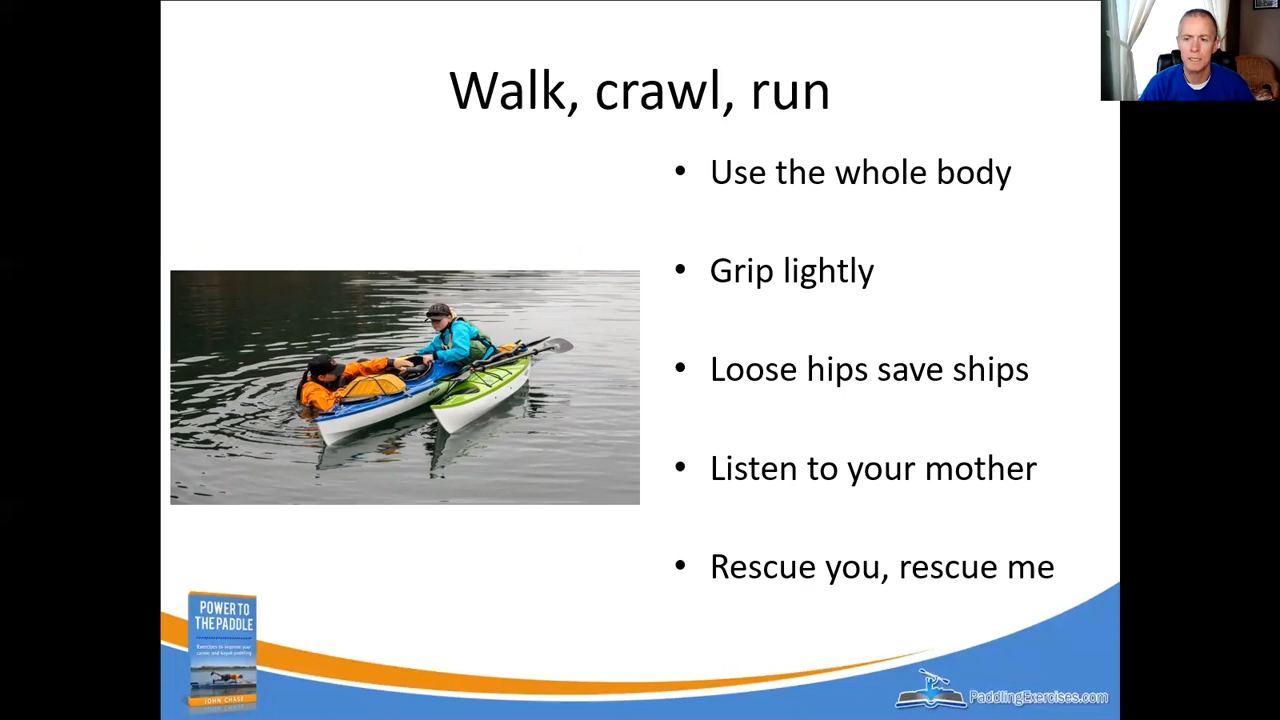 Walk, crawl, run
• Use the whole body
• Grip lightly
• Loose hips save ships
• Listen to your mother
• Rescue you, rescue me
POWER TO
THE PADDLE
Exercises to improve your
canoe and kayak paddling
JOHN CHASE
PaddlingExercises.com